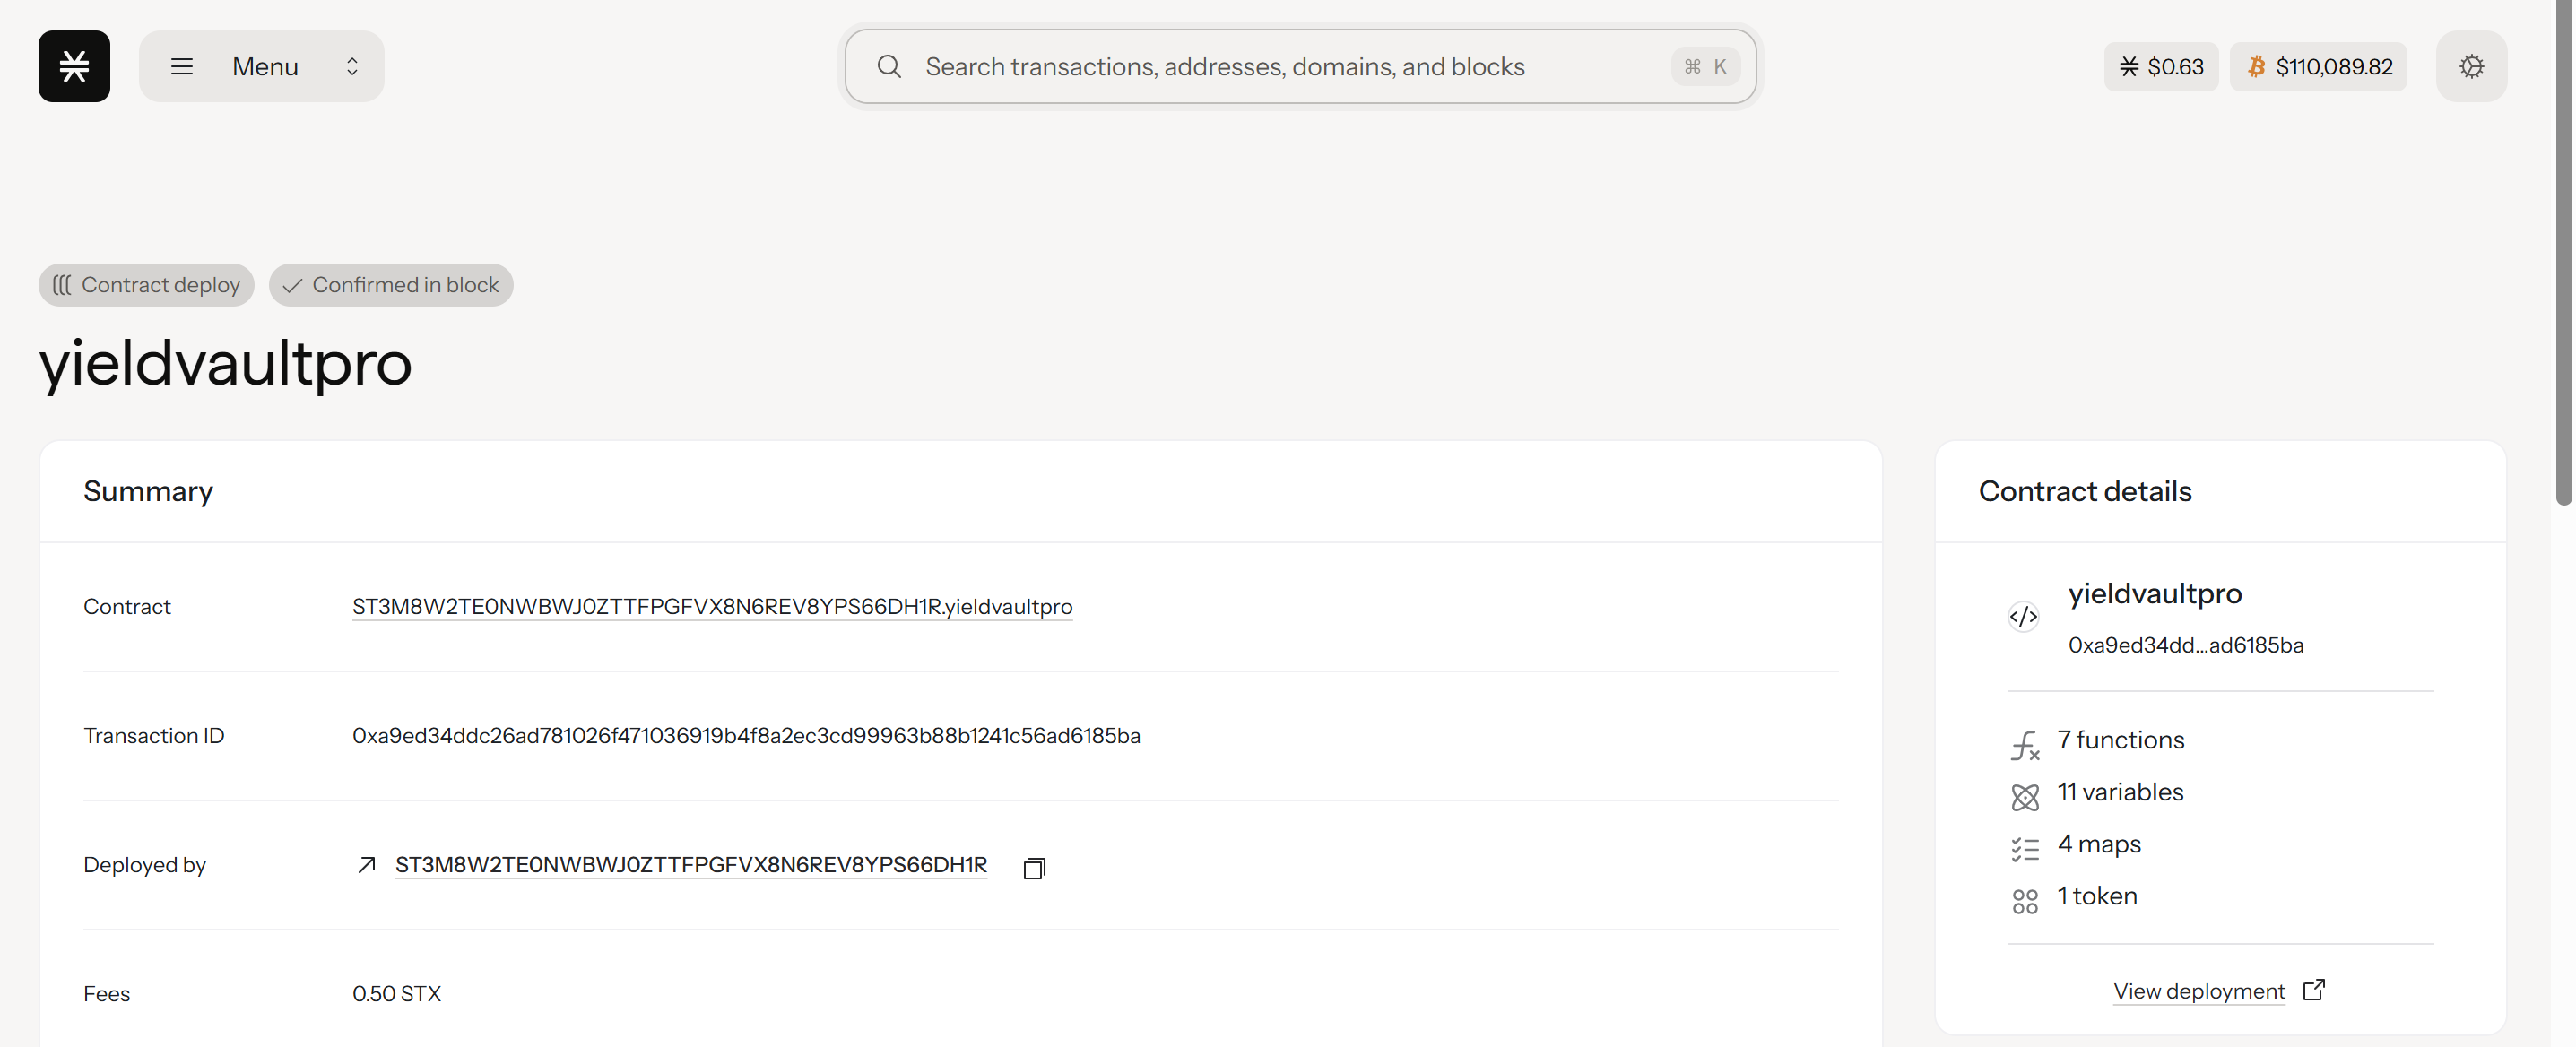 Menu
Search transactions, addresses, domains, and blocks
⌘ K
$0.63
$110,089.82
Contract deploy
Confirmed in block
yieldvaultpro
Summary
Contract ST3M8W2TE0NWBWJ0ZTTFPGFVX8N6REV8YPS66DH1R.yieldvaultpro
Transaction ID 0xa9ed34ddc26ad781026f471036919b4f8a2ec3cd99963b88b1241c56ad6185ba
Deployed by ST3M8W2TE0NWBWJ0ZTTFPGFVX8N6REV8YPS66DH1R
Fees 0.50 STX
Contract details
yieldvaultpro
0xa9ed34dd...ad6185ba
7 functions
11 variables
4 maps
1 token
View deployment